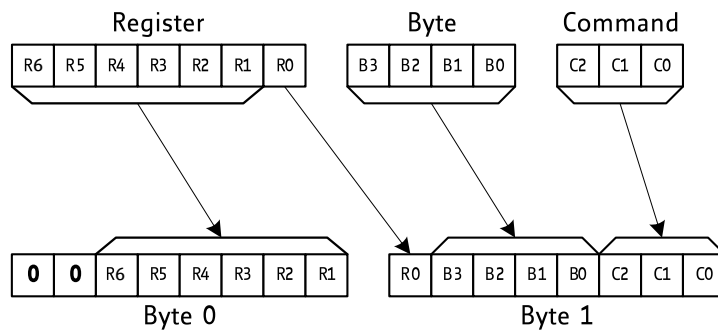 Register Byte Command
R6 R5 R4 R3 R2 R1 R0 B3 B2 B1 B0 C2 C1 C0
0 0 R6 R5 R4 R3 R2 R1 R0 B3 B2 B1 B0 C2 C1 C0
Byte 0 Byte 1